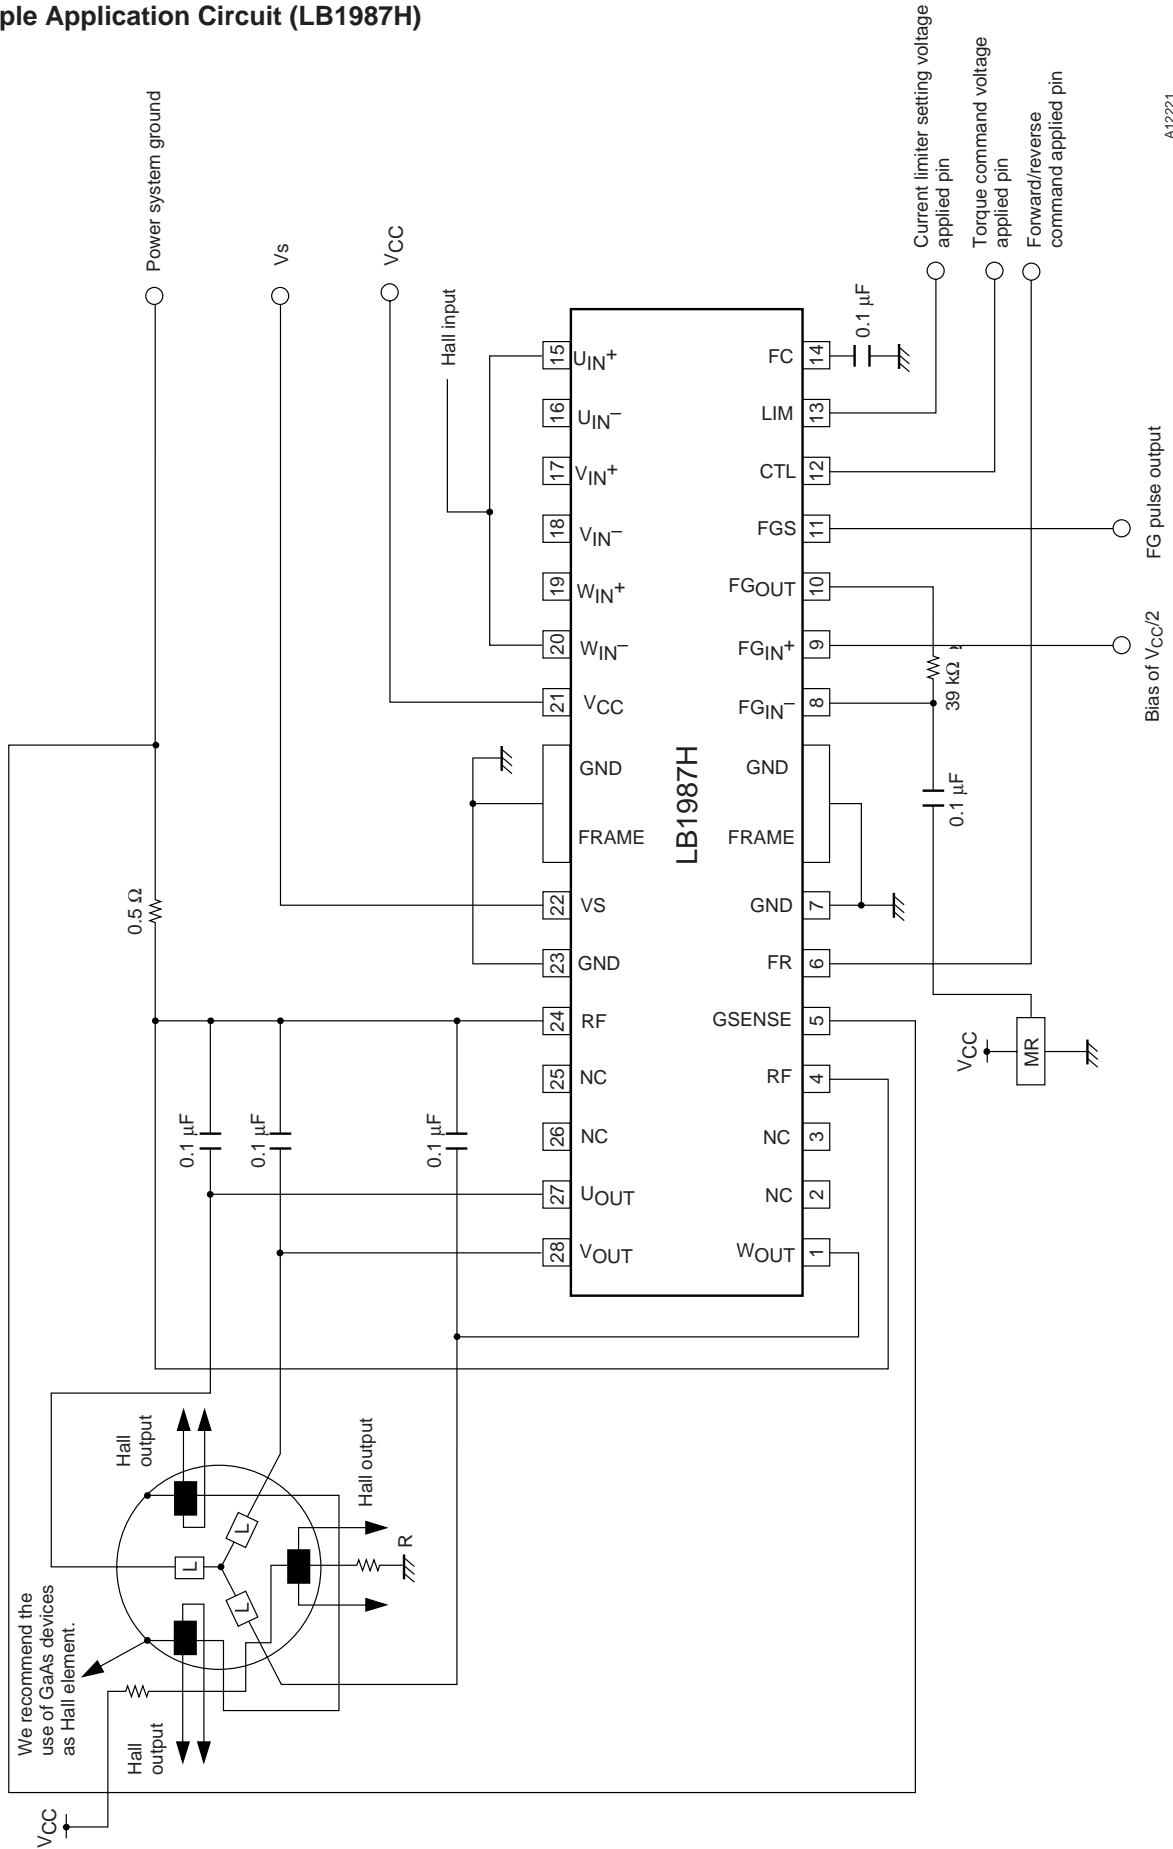 ple Application Circuit (LB1987H)
Power system ground
Vs
VCC
Hall input
Current limiter setting voltage
applied pin
Torque command voltage
applied pin
Forward/reverse
command applied pin
A12221
0.1 µF
15
UIN+
16
UIN–
17
VIN+
18
VIN–
19
WIN+
20
WIN–
21
VCC
GND
FRAME
22
VS
23
GND
24
RF
25
NC
26
NC
27
UOUT
28
VOUT
LB1987H
FC
14
LIM
13
CTL
12
FGS
11
FGOUT
10
FGIN+
9
FGIN–
8
GND
FRAME
GND
7
FR
6
GSENSE
5
RF
4
NC
3
NC
2
WOUT
1
FG pulse output
Bias of VCC/2
39 kΩ
0.1 µF
VCC
MR
0.5 Ω
0.1 µF
0.1 µF
0.1 µF
Hall
output
Hall output
R
L
L
L
We recommend the
use of GaAs devices
as Hall element.
Hall
output
VCC